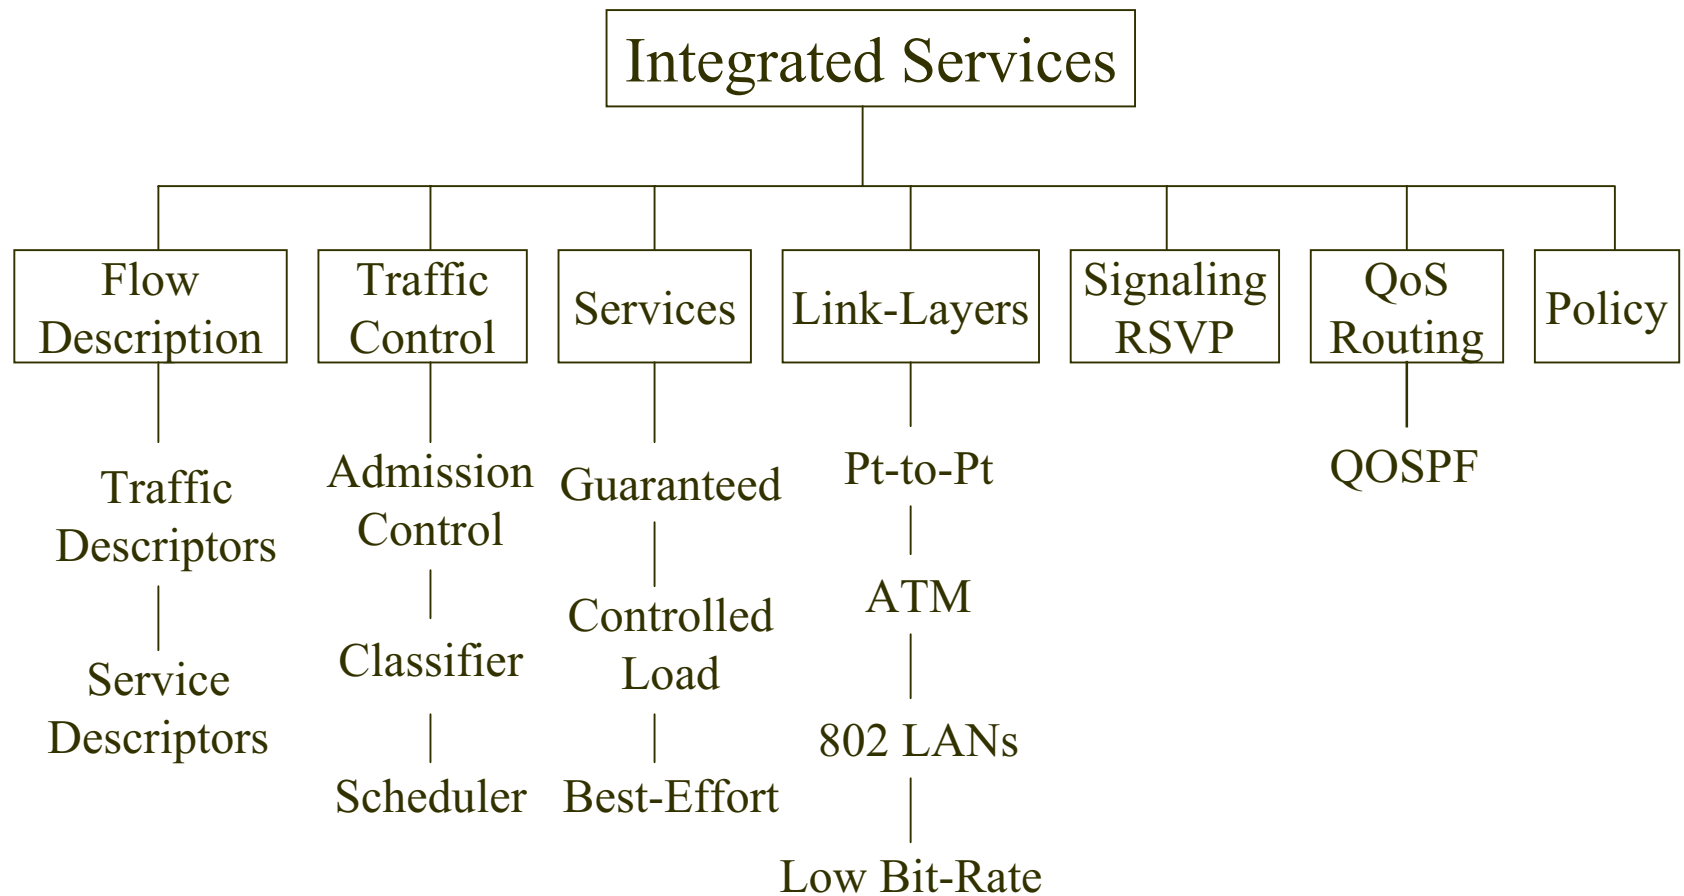 Integrated Services
Flow
Description
Traffic
Control
Services
Link-Layers
Signaling
RSVP
QoS
Routing
Policy
Traffic
Descriptors
Service
Descriptors
Admission
Control
Classifier
Scheduler
Guaranteed
Controlled
Load
Best-Effort
Pt-to-Pt
ATM
802 LANs
Low Bit-Rate
QOSPF